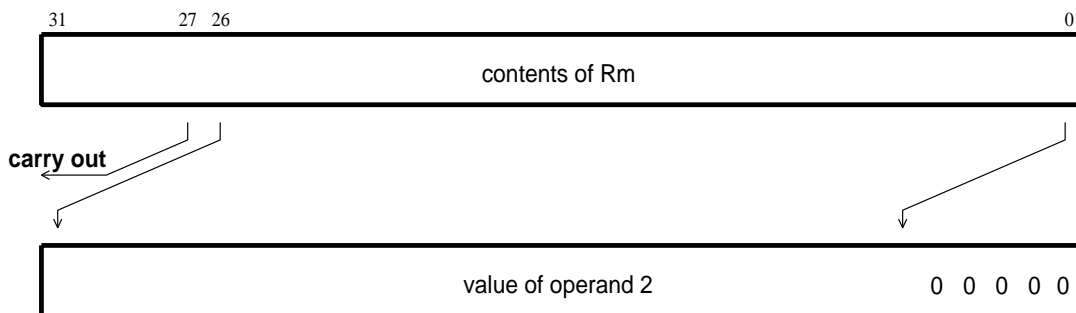 31 27 26 0
contents of Rm
carry out
value of operand 2 0 0 0 0 0